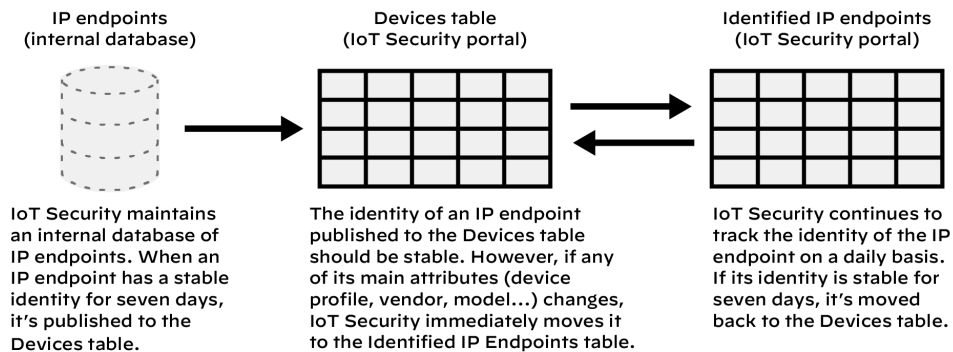 IP endpoints
(internal database)
Devices table
(IoT Security portal)
Identified IP endpoints
(IoT Security portal)
IoT Security maintains
an internal database of
IP endpoints. When an
IP endpoint has a stable
identity for seven days,
it's published to the
Devices table.
The identity of an IP endpoint
published to the Devices table
should be stable. However, if any
of its main attributes (device
profile, vendor, model...) changes,
IoT Security immediately moves it
to the Identified IP Endpoints table.
IoT Security continues to
track the identity of the IP
endpoint on a daily basis.
If its identity is stable for
seven days, it's moved
back to the Devices table.